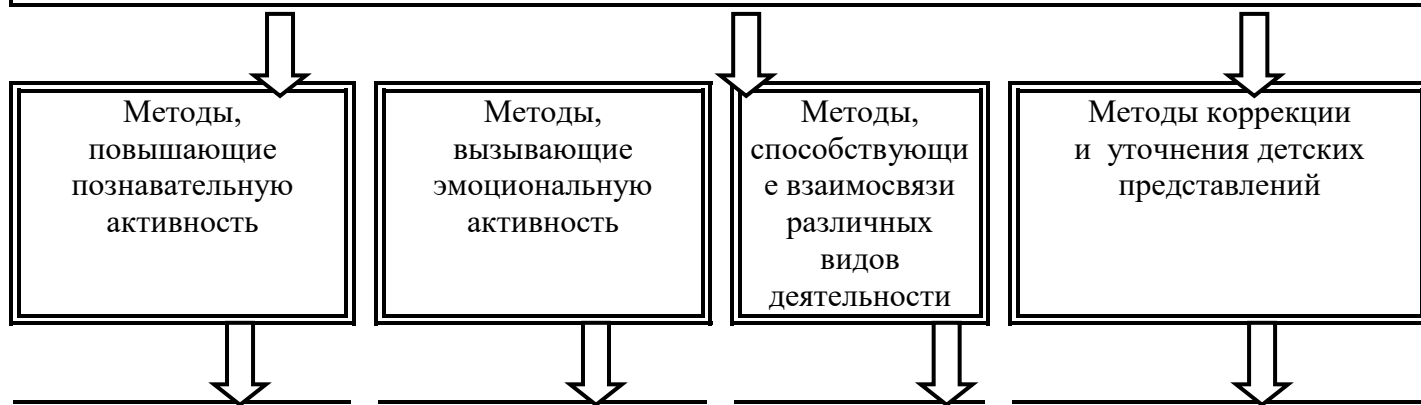 Методы,
повышающие
познавательную
активность
Методы,
вызывающие
эмоциональную
активность
Методы,
способствующи
е взаимосвязи
различных
видов
деятельности
Методы коррекции
и уточнения детских
представлений